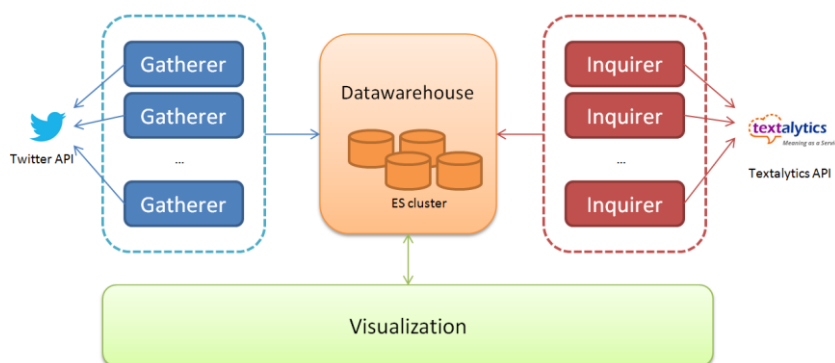 Gatherer
Gatherer
...
Gatherer
Twitter API
Datawarehouse
ES cluster
Inquirer
Inquirer
...
Inquirer
textalytics
Meaning as a Servi
Textalytics API
Visualization